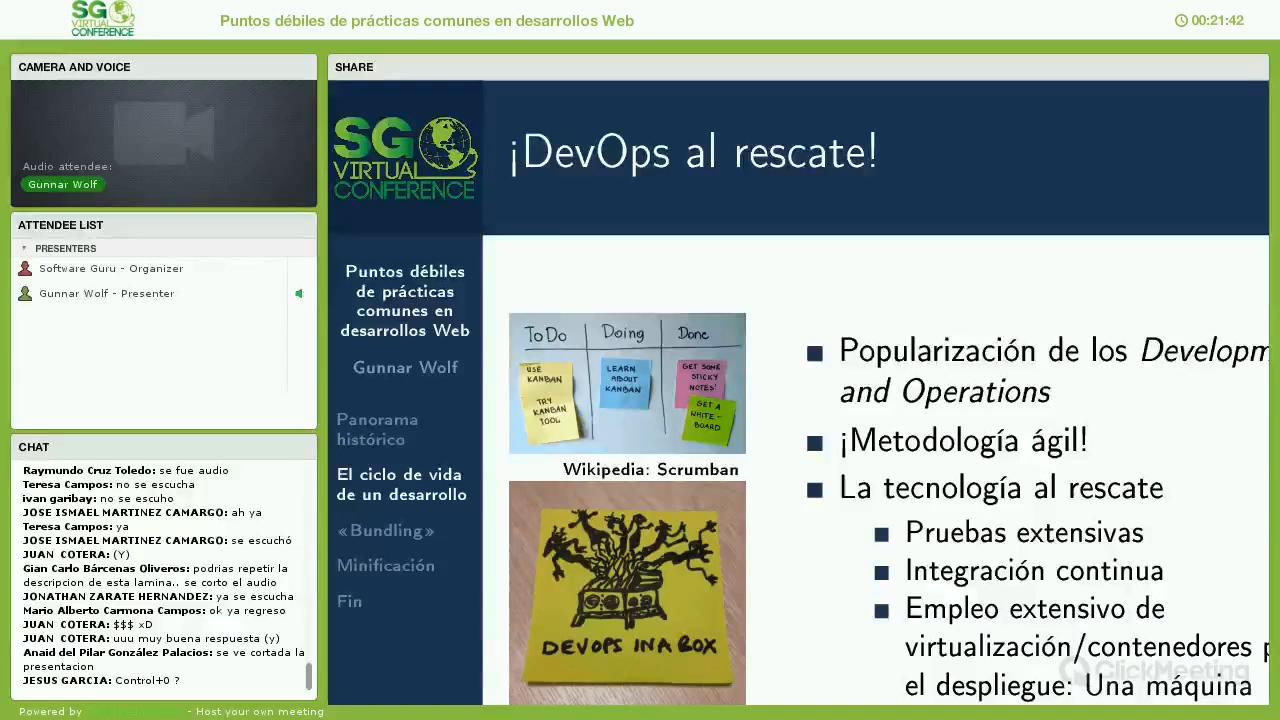 SG
VIRTUAL
CONFERENCE
Puntos débiles de prácticas comunes en desarrollos Web
00:21:42
CAMERA AND VOICE
Audio attendee:
Gunnar Wolf
ATTENDEE LIST
PRESENTERS
Software Guru - Organizer
Gunnar Wolf - Presenter
CHAT
Raymundo Cruz Toledo: se fue audio
Teresa Campos: no se escucha
ivan garibay: no se escuho
JOSE ISMAEL MARTINEZ CAMARGO: ah ya
Teresa Campos: ya
JOSE ISMAEL MARTINEZ CAMARGO: se escuchó
JUAN COTERA: (Y)
Gian Carlo Bárcenas Oliveros: podrias repetir la
descripcion de esta lamina.. se corto el audio
JONATHAN ZARATE HERNANDEZ: ya se escucha
Mario Alberto Carmona Campos: ok ya regreso
JUAN COTERA: $$$ xD
JUAN COTERA: uuu muy buena respuesta (y)
Anaid del Pilar González Palacios: se ve cortada la
presentacion
JESUS GARCIA: Control+0 ?
Powered by
- Host your own meeting
SHARE
SG
VIRTUAL
CONFERENCE
¡DevOps al rescate!
Puntos débiles
de prácticas
comunes en
desarrollos Web
Gunnar Wolf
Panorama
histórico
El ciclo de vida
de un desarrollo
«Bundling»
Minificación
Fin
To Do
Doing
Done
USE
KANBAN
TRY
KANBAN
TOOL
LEARN
ABOUT
KANBAN
GET SOME
STICKY
NOTES!
GET A
WHITE-
BOARD
Wikipedia: Scrumban
DEVOPS IN A BOX
Popularización de los Developm
and Operations
¡Metodología ágil!
La tecnología al rescate
Pruebas extensivas
Integración continua
Empleo extensivo de
virtualización/contenedores p
el despliegue: Una máquina
ClickMeeting